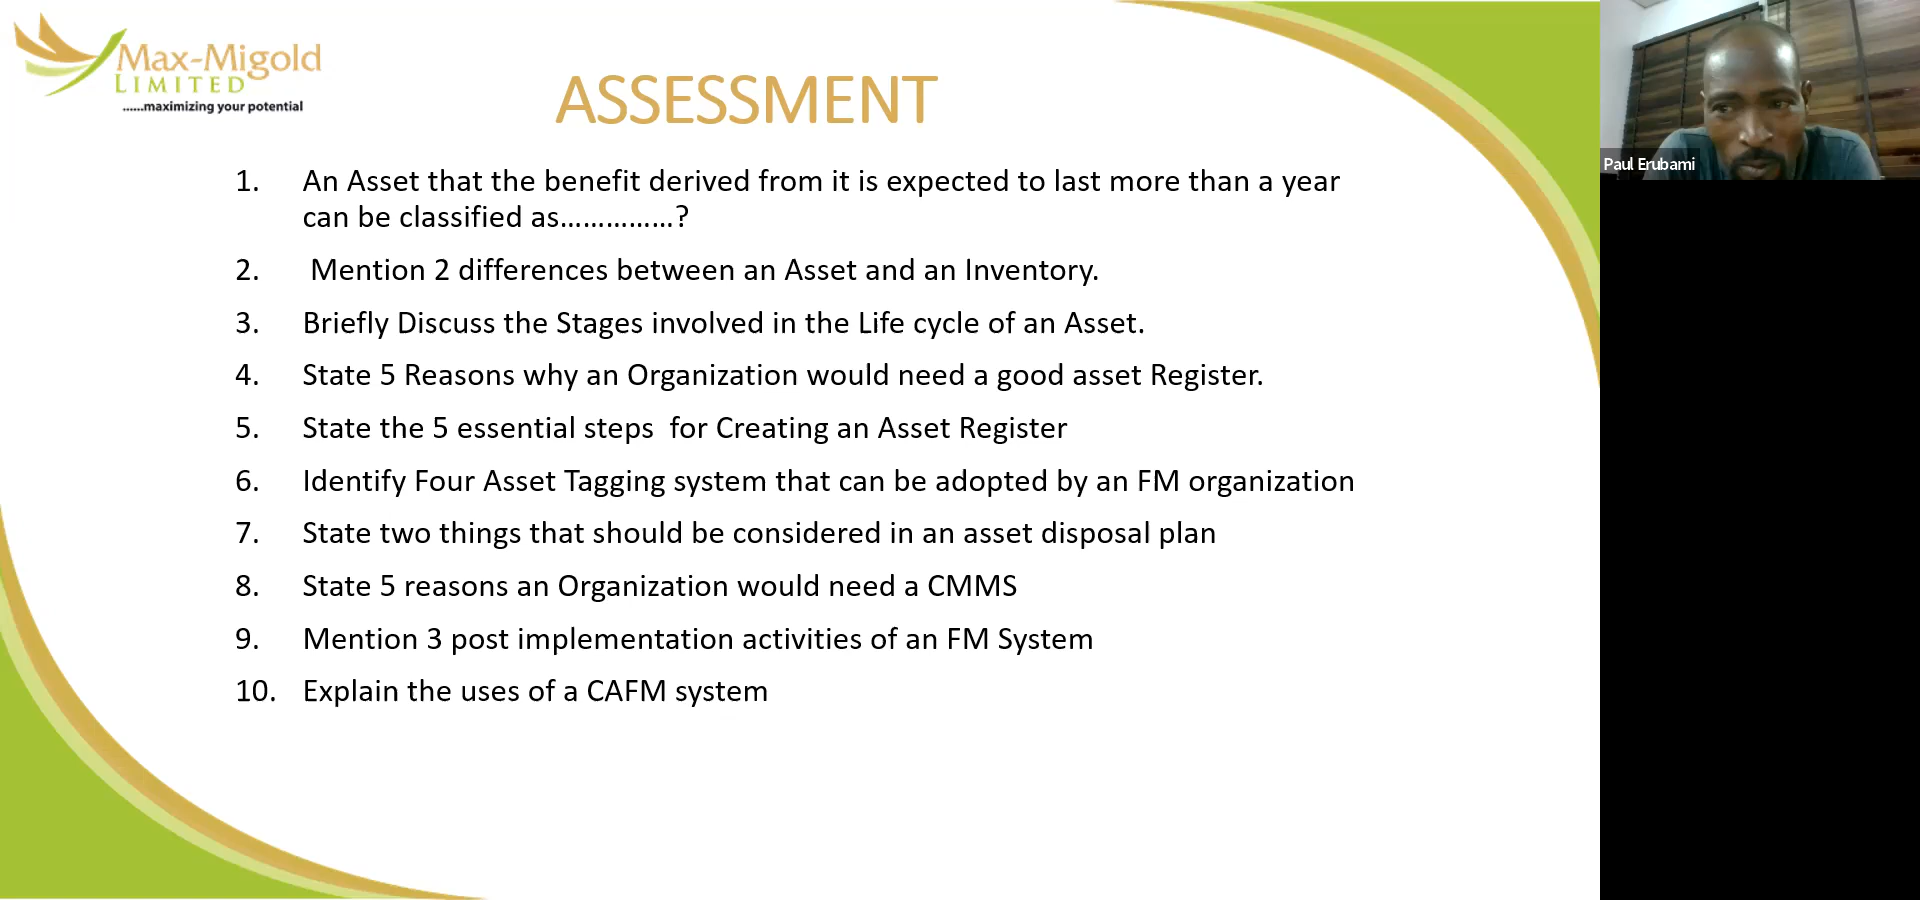 Max-Migold
LIMITED
......maximizing your potential
ASSESSMENT
1. An Asset that the benefit derived from it is expected to last more than a year
can be classified as……………?
2. Mention 2 differences between an Asset and an Inventory.
3. Briefly Discuss the Stages involved in the Life cycle of an Asset.
4. State 5 Reasons why an Organization would need a good asset Register.
5. State the 5 essential steps  for Creating an Asset Register
6. Identify Four Asset Tagging system that can be adopted by an FM organization
7. State two things that should be considered in an asset disposal plan
8. State 5 reasons an Organization would need a CMMS
9. Mention 3 post implementation activities of an FM System
10. Explain the uses of a CAFM system
Paul Erubami